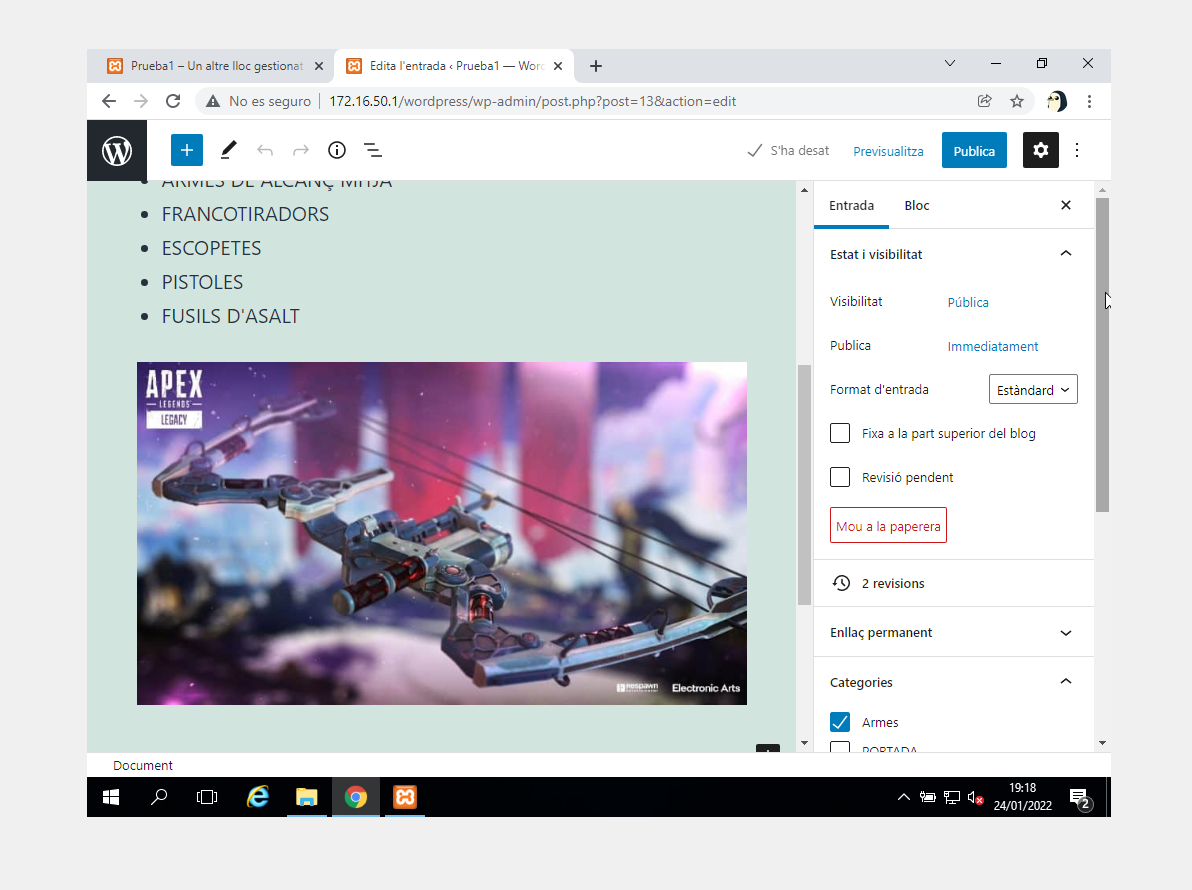 Prueba1 – Un altre lloc gestionat
Edita l'entrada ‹ Prueba1 — Word
No es seguro
172.16.50.1/wordpress/wp-admin/post.php?post=13&action=edit
S'ha desat
Previsualitza
Publica
ARMES DE ALCANÇ MITJÀ
FRANCOTIRADORS
ESCOPETES
PISTOLES
FUSILS D'ASALT
APEX
LEGENDS
LEGACY
respawn
Electronic Arts
Entrada
Bloc
Estat i visibilitat
Visibilitat
Pública
Publica
Immediatament
Format d'entrada
Estàndard
Fixa a la part superior del blog
Revisió pendent
Mou a la paperera
2 revisions
Enllaç permanent
Categories
Armes
PORTADA
Document
19:18
24/01/2022
2